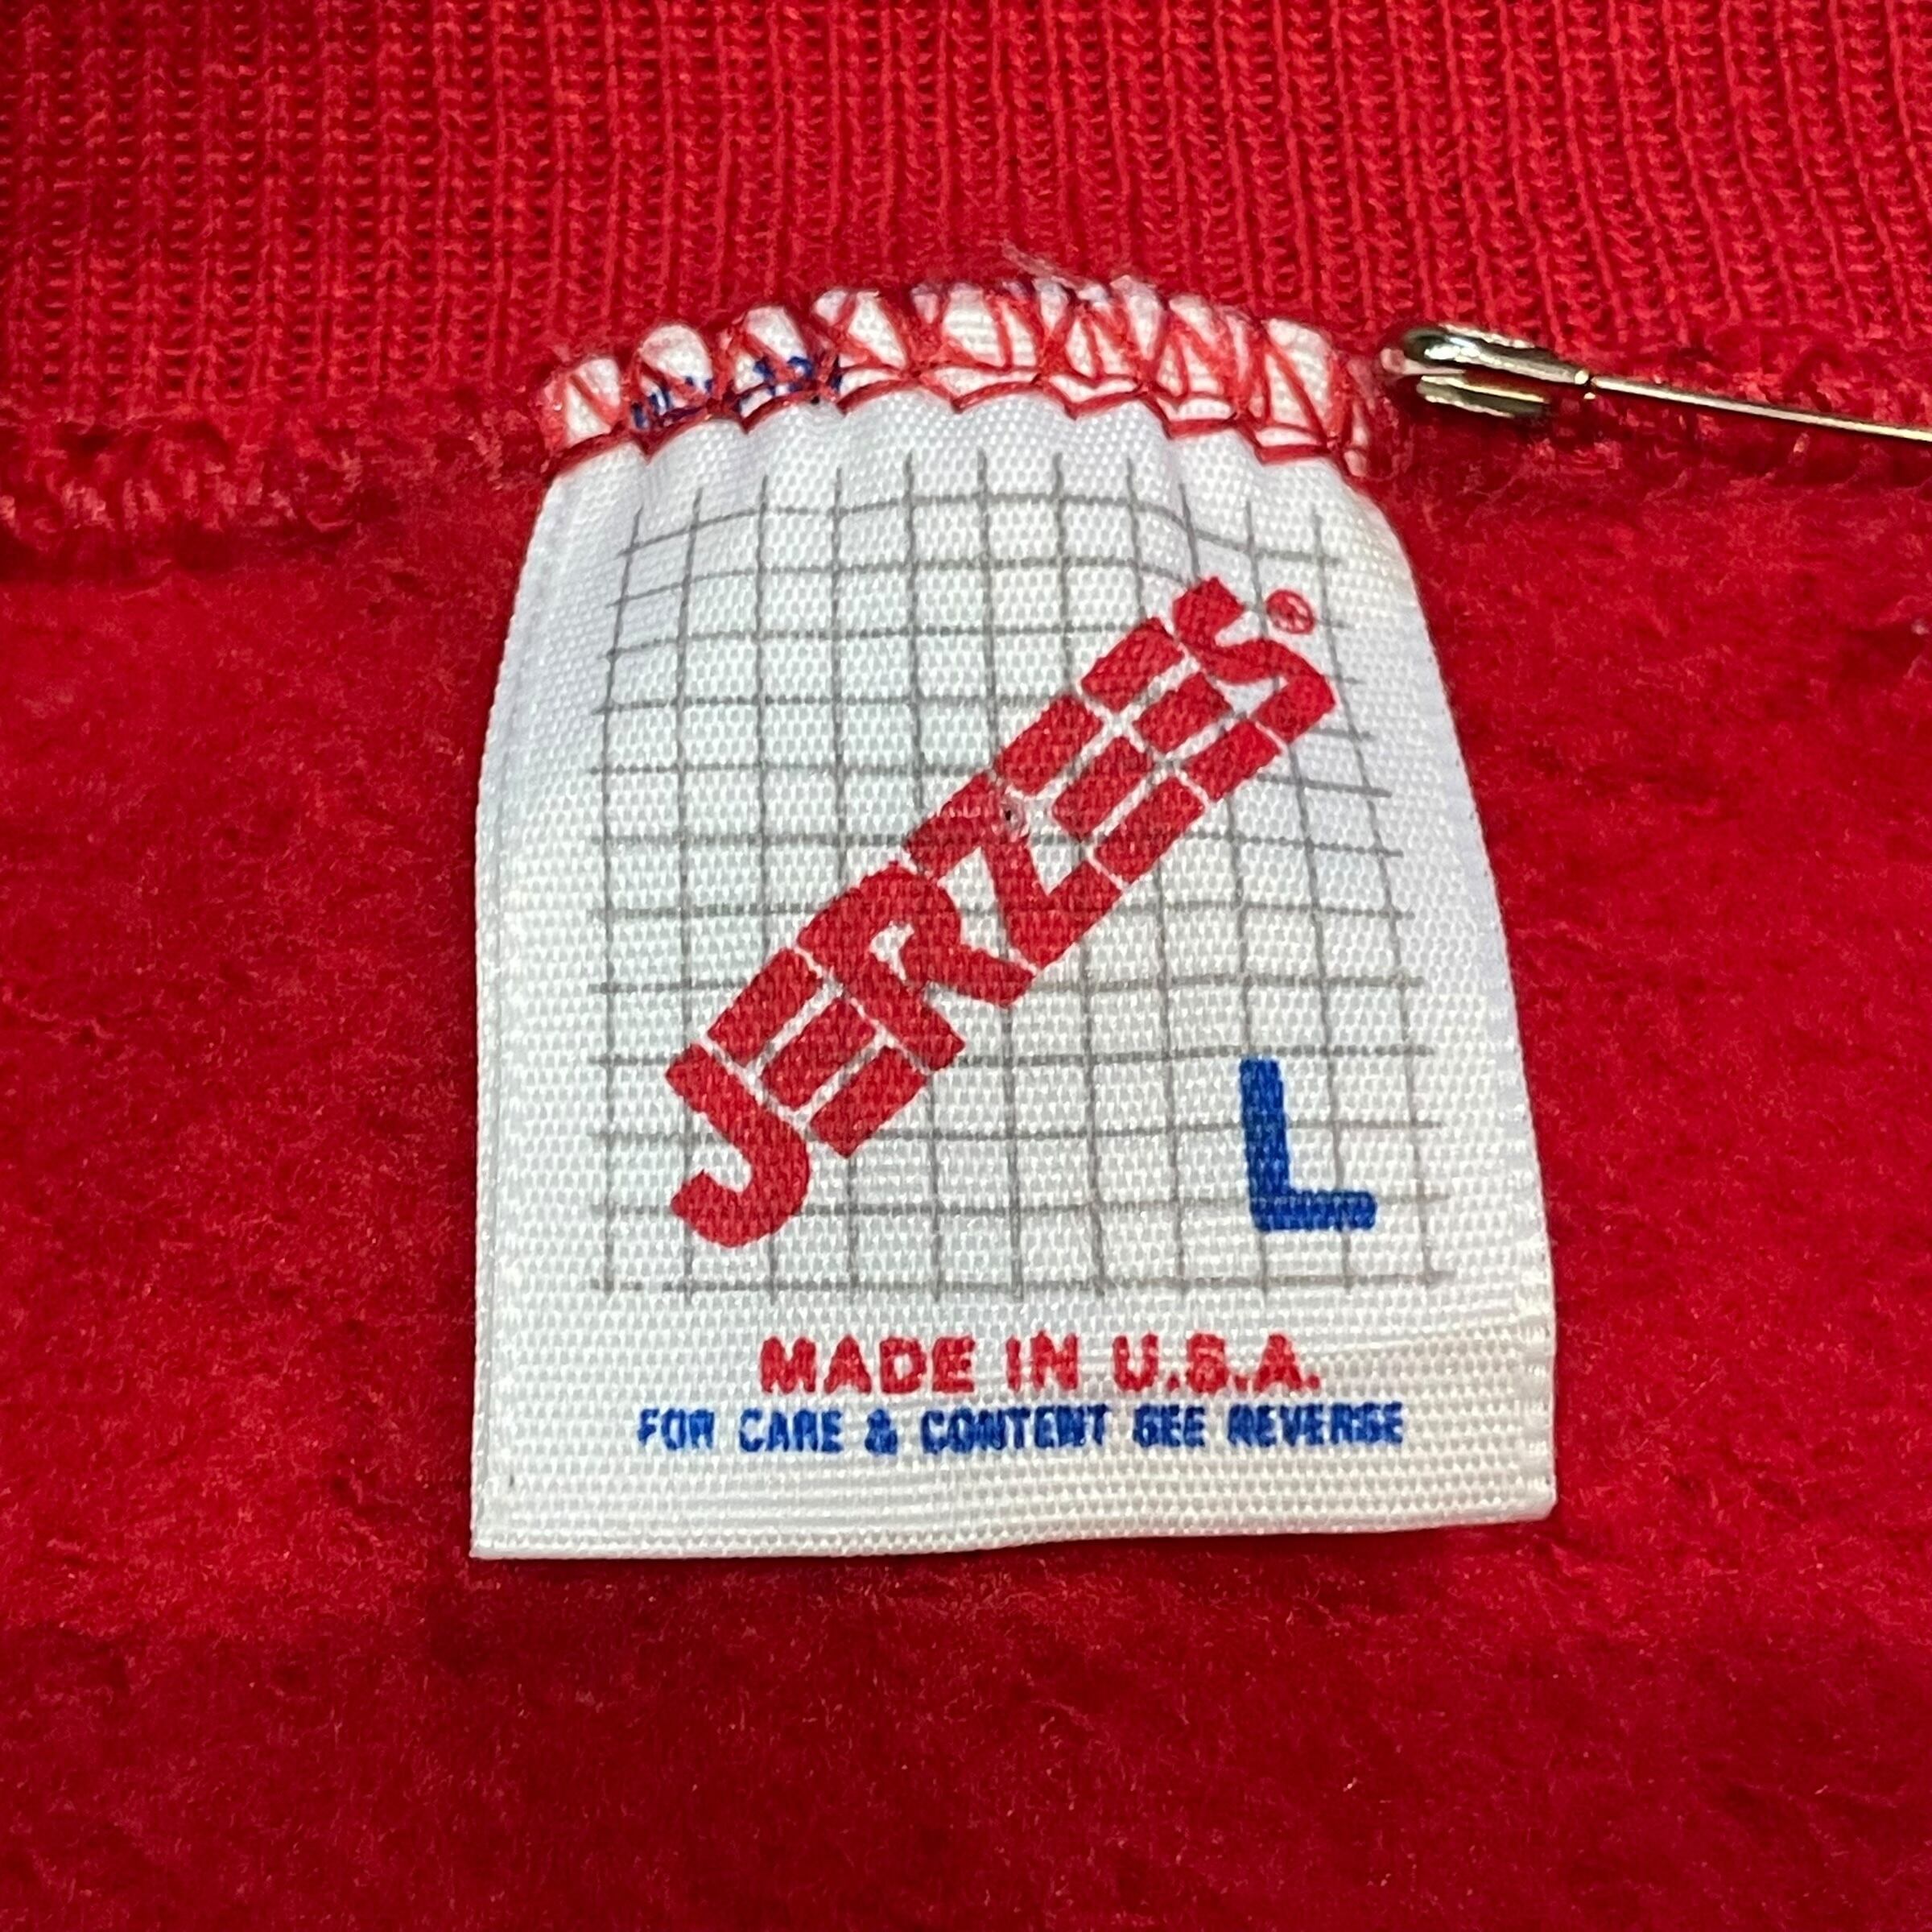 JERZEES®
L
MADE IN U.S.A.
FOR CARE & CONTENT SEE REVERSE